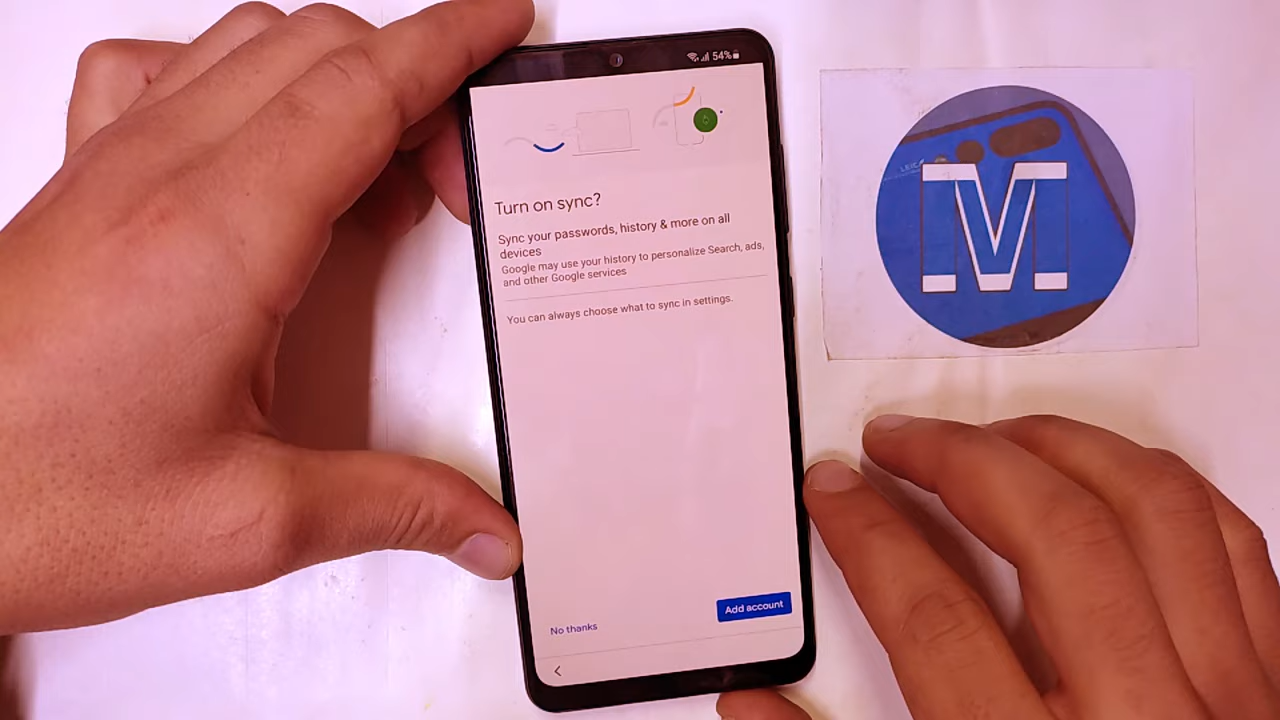 54%
Turn on sync?
Sync your passwords, history & more on all
devices
Google may use your history to personalize Search, ads,
and other Google services
You can always choose what to sync in settings.
No thanks
Add account
LEICA
M